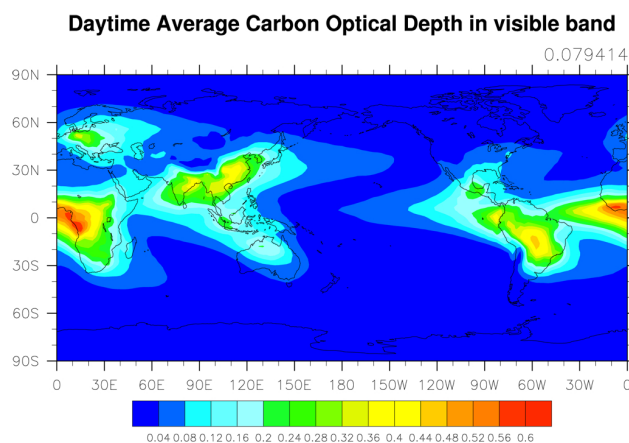 Daytime Average Carbon Optical Depth in visible band
0.079414
90N
60N
30N
0
30S
60S
90S
0 30E 60E 90E 120E 150E 180 150W 120W 90W 60W 30W 0
0.04 0.08 0.12 0.16 0.2 0.24 0.28 0.32 0.36 0.4 0.44 0.48 0.52 0.56 0.6